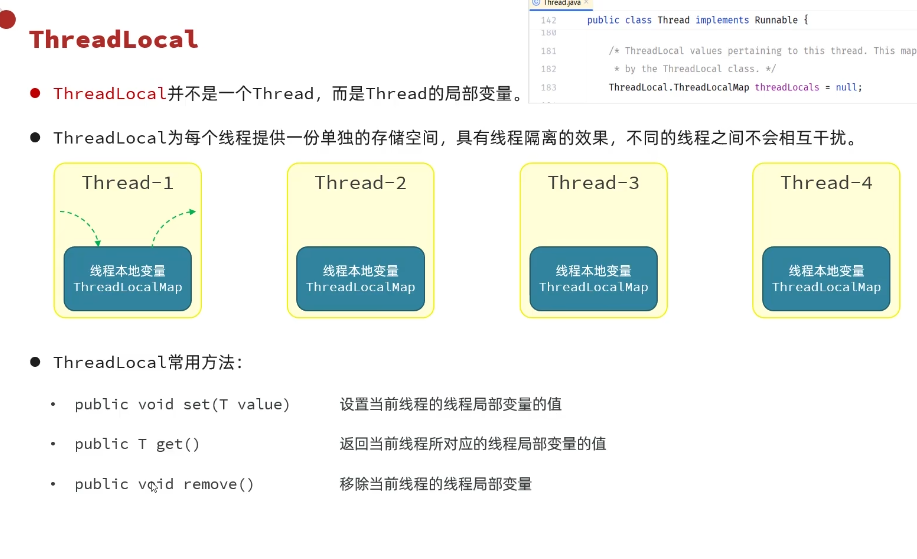 Thread.java
142 public class Thread implements Runnable {
180
181 /* ThreadLocal values pertaining to this thread. This map
182 * by the ThreadLocal class. */
183 ThreadLocal.ThreadLocalMap threadLocals = null;
ThreadLocal
ThreadLocal并不是一个Thread，而是Thread的局部变量。
ThreadLocal为每个线程提供一份单独的存储空间，具有线程隔离的效果，不同的线程之间不会相互干扰。
Thread-1
线程本地变量
ThreadLocalMap
Thread-2
线程本地变量
ThreadLocalMap
Thread-3
线程本地变量
ThreadLocalMap
Thread-4
线程本地变量
ThreadLocalMap
ThreadLocal常用方法：
public void set(T value) 设置当前线程的线程局部变量的值
public T get() 返回当前线程所对应的线程局部变量的值
public void remove() 移除当前线程的线程局部变量